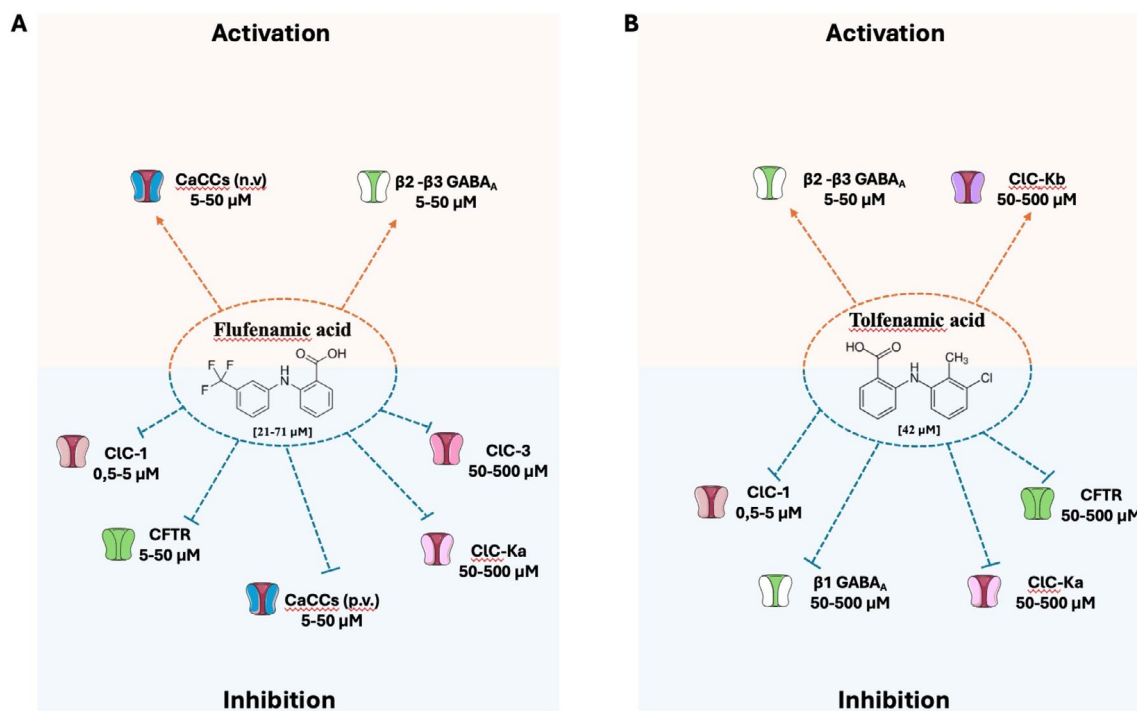 A
Activation
CaCCs (n.v)
5-50 µM
β2 -β3 GABAA
5-50 µM
Flufenamic acid
F
F
F
H
N
O
OH
[21-71 µM]
ClC-1
0,5-5 µM
CFTR
5-50 µM
CaCCs (p.v.)
5-50 µM
ClC-Ka
50-500 µM
ClC-3
50-500 µM
Inhibition
B
Activation
β2 -β3 GABAA
5-50 µM
ClC-Kb
50-500 µM
Tolfenamic acid
HO
O
H
N
CH3
Cl
[42 µM]
ClC-1
0,5-5 µM
β1 GABAA
50-500 µM
ClC-Ka
50-500 µM
CFTR
50-500 µM
Inhibition